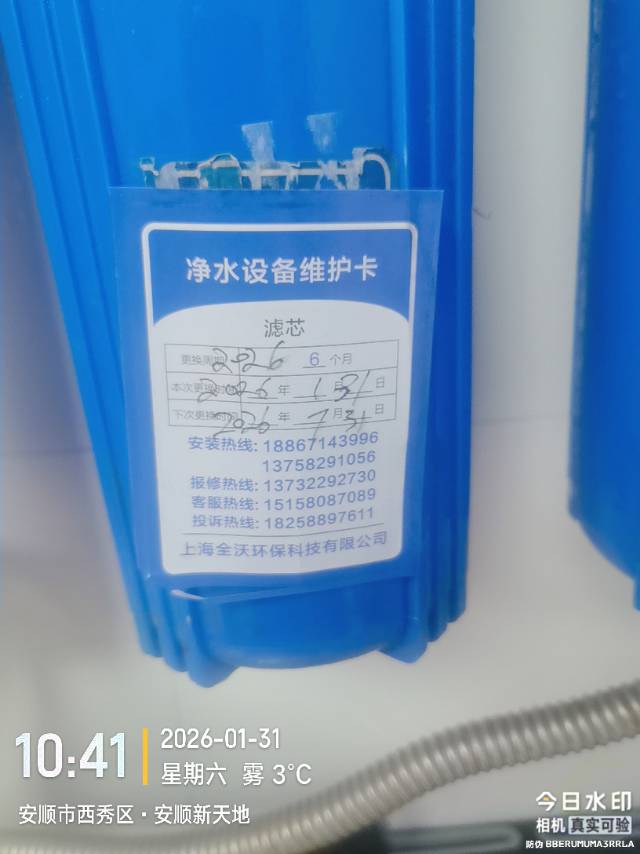 净水设备维护卡
滤芯
更换周期 2026 6 个月
本次更换时间 2026 年 1 月 31 日
下次更换时间 2026 年 7 月 31 日
安装热线: 18867143996
13758291056
报修热线: 13732292730
客服热线: 15158087089
投诉热线: 18258897611
上海全沃环保科技有限公司
10:41
2026-01-31
星期六 雾 3℃
安顺市西秀区·安顺新天地
今日水印
相机 真实可验
防伪 BBERUMUMA3RRLA